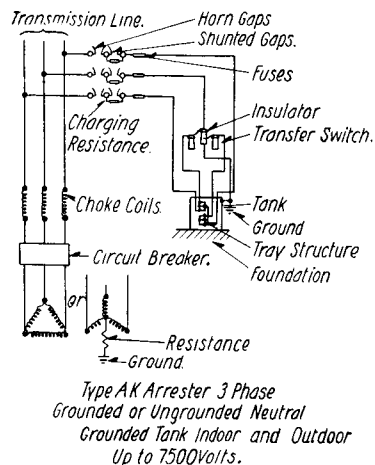 Transmission Line.
Horn Gaps
Shunted Gaps.
Fuses
Charging
Resistance.
Insulator
Transfer Switch.
Choke Coils.
Tank
Ground
Tray Structure
Foundation
Circuit Breaker.
or
Resistance
Ground.
Type AK Arrester 3 Phase
Grounded or Ungrounded Neutral
Grounded Tank Indoor and Outdoor
Up to 7500Volts.